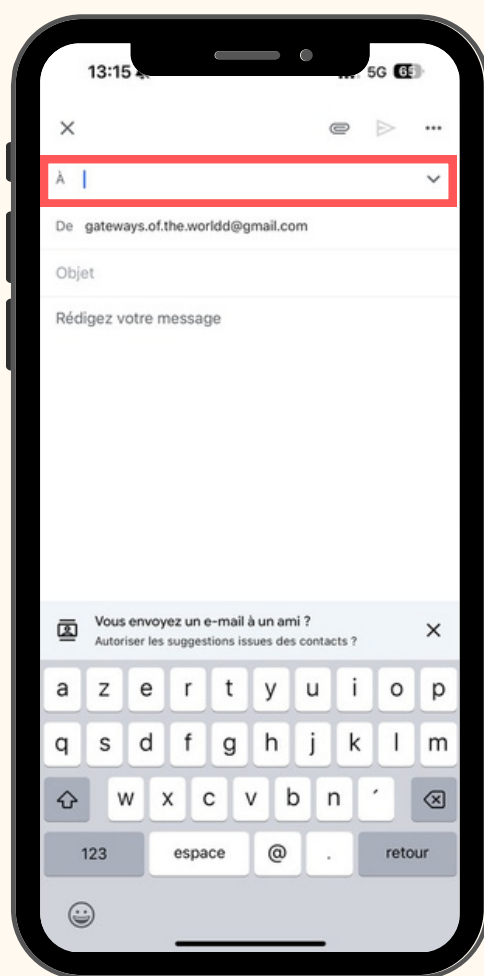 13:15 5G 65
À
De gateways.of.the.worldd@gmail.com
Objet
Rédigez votre message
Vous envoyez un e-mail à un ami ?
Autoriser les suggestions issues des contacts ?
a z e r t y u i o p
q s d f g h j k l m
w x c v b n ´
123 espace @ . retour